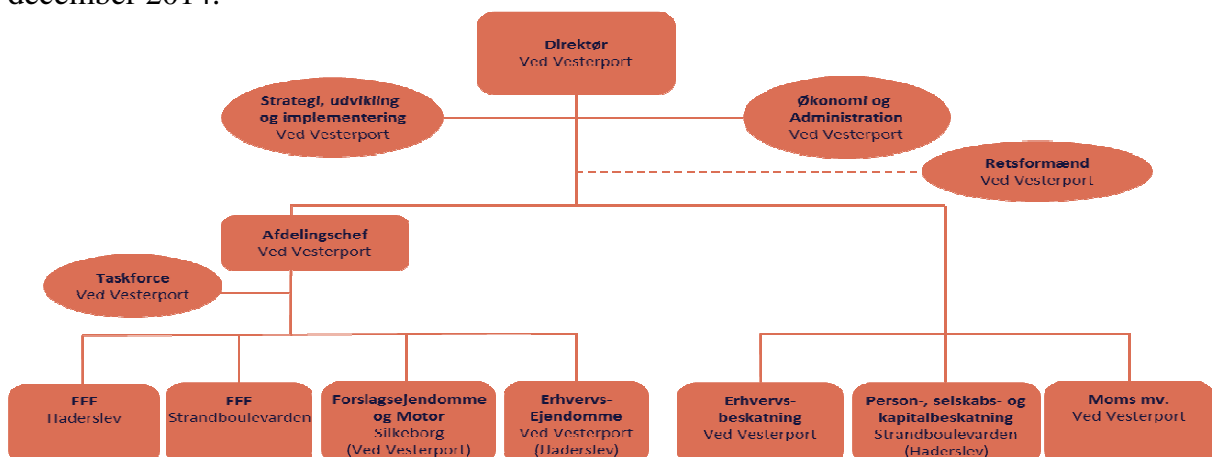 december 2014.
Direktør
Ved Vesterport
Strategi, udvikling
og implementering
Ved Vesterport
Økonomi og
Administration
Ved Vesterport
Retsformænd
Ved Vesterport
Afdelingschef
Ved Vesterport
Taskforce
Ved Vesterport
EFF
Haderslev
EFF
Strandboulevarden
Forslagsejendomme
og Motor
Silkeborg
(Ved Vesterport)
Erhvervs-
Ejendomme
Ved Vesterport
(Haderslev)
Erhvervs-
beskatning
Ved Vesterport
Person-, selskabs- og
kapitalbeskatning
Strandboulevarden
(Haderslev)
Moms mv.
Ved Vesterport